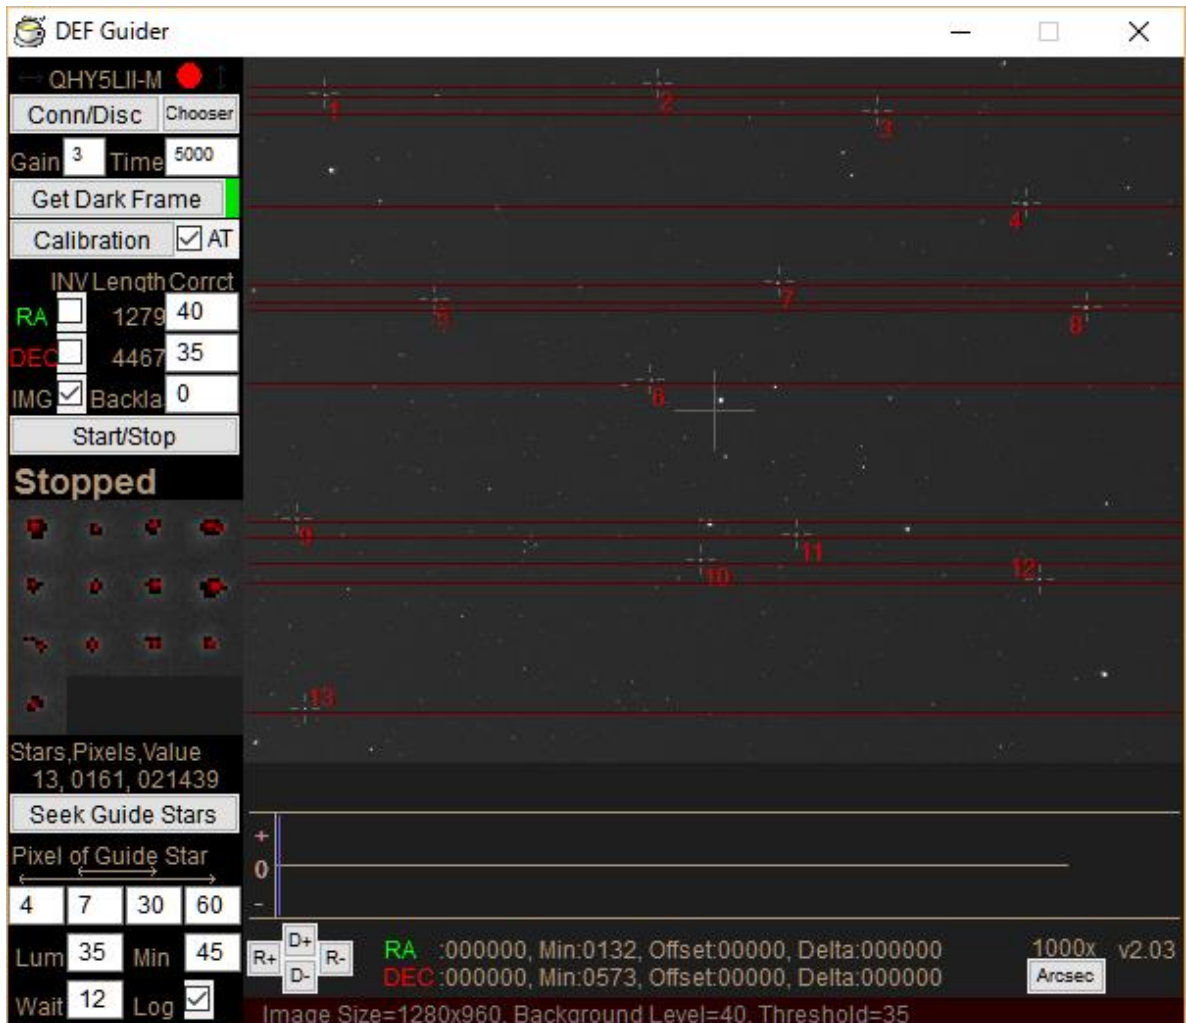 DEF Guider
QHY5LII-M
Conn/Disc Chooser
Gain 3 Time 5000
Get Dark Frame
Calibration AT
INV Length Corrct
RA 1279 40
DEC 4467 35
IMG Backla 0
Start/Stop
Stopped
Stars,Pixels,Value
13, 0161, 021439
Seek Guide Stars
Pixel of Guide Star
4 7 30 60
Lum 35 Min 45
Wait 12 Log
1
2
3
4
5
7
8
6
9
11
10
12
13
+
0
-
R+ D+ D- R-
RA :000000, Min:0132, Offset:00000, Delta:000000
DEC :000000, Min:0573, Offset:00000, Delta:000000
1000x v2.03
Arcsec
Image Size=1280x960, Background Level=40, Threshold=35